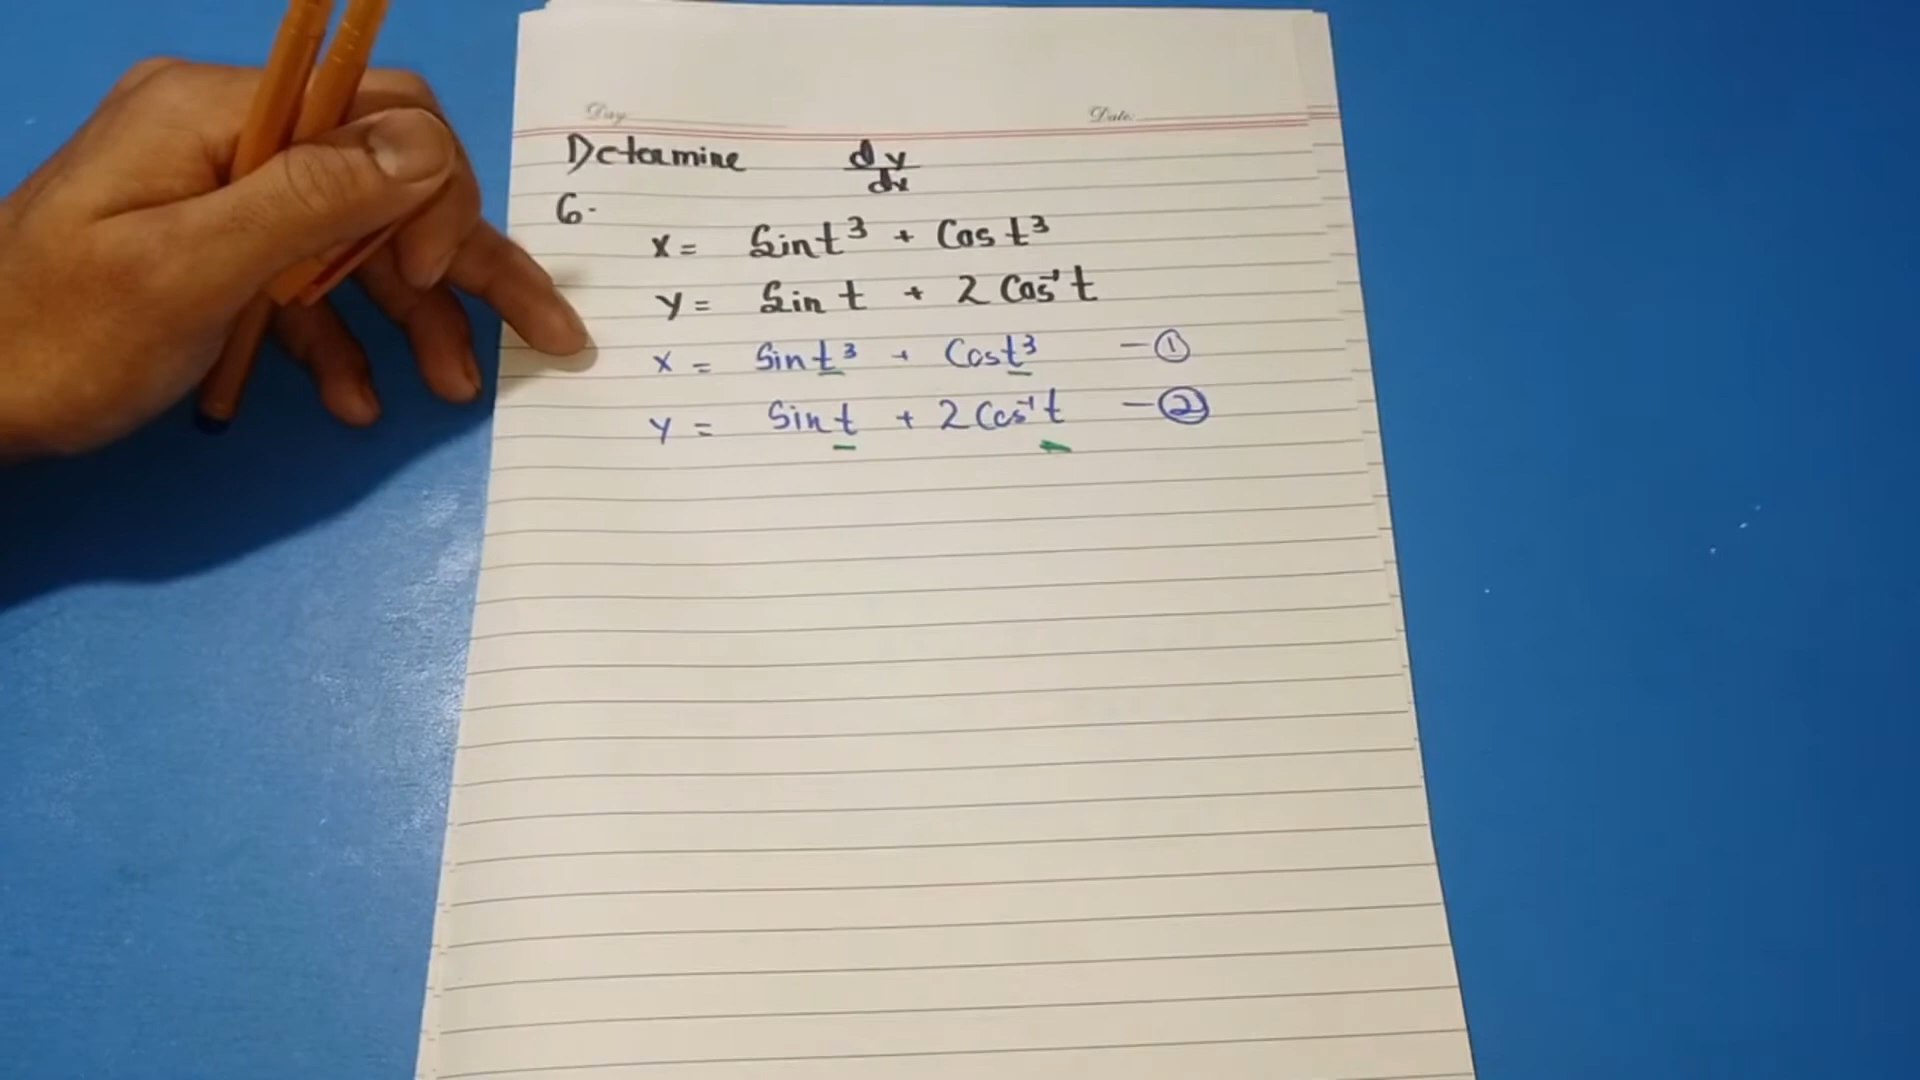 Day
Date:
Determine dy/dx
6.
x = Sin t³ + Cos t³
y = Sin t + 2 Cos⁻¹ t
x = Sin t³ + Cos t³ — ①
y = Sin t + 2 Cos⁻¹ t — ②